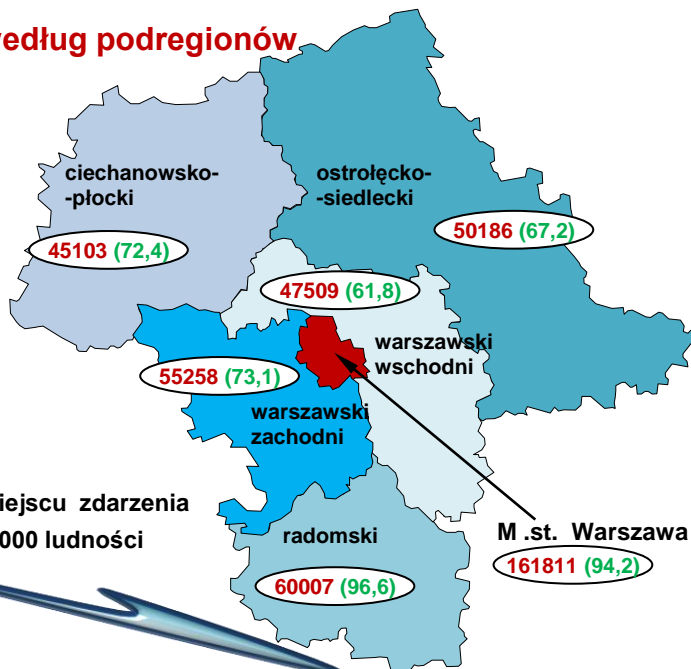 według podregionów
ciechanowsko-
-płocki
45103 (72,4)
ostrołęcko-
-siedlecki
50186 (67,2)
47509 (61,8)
warszawski
wschodni
55258 (73,1)
warszawski
zachodni
iejscu zdarzenia
000 ludności
radomski
60007 (96,6)
M .st. Warszawa
161811 (94,2)